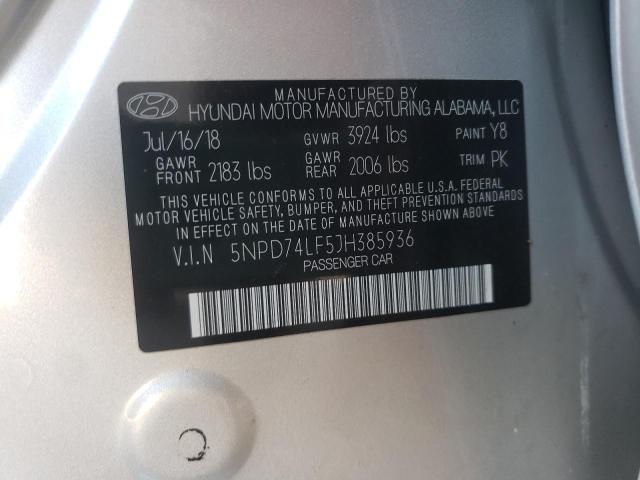 MANUFACTURED BY
HYUNDAI MOTOR MANUFACTURING ALABAMA, LLC
Jul/16/18 GVWR 3924 lbs PAINT Y8
GAWR FRONT 2183 lbs GAWR REAR 2006 lbs TRIM PK
THIS VEHICLE CONFORMS TO ALL APPLICABLE U.S.A. FEDERAL
MOTOR VEHICLE SAFETY, BUMPER, AND THEFT PREVENTION STANDARDS
IN EFFECT ON THE DATE OF MANUFACTURE SHOWN ABOVE.
V.I.N 5NPD74LF5JH385936
PASSENGER CAR